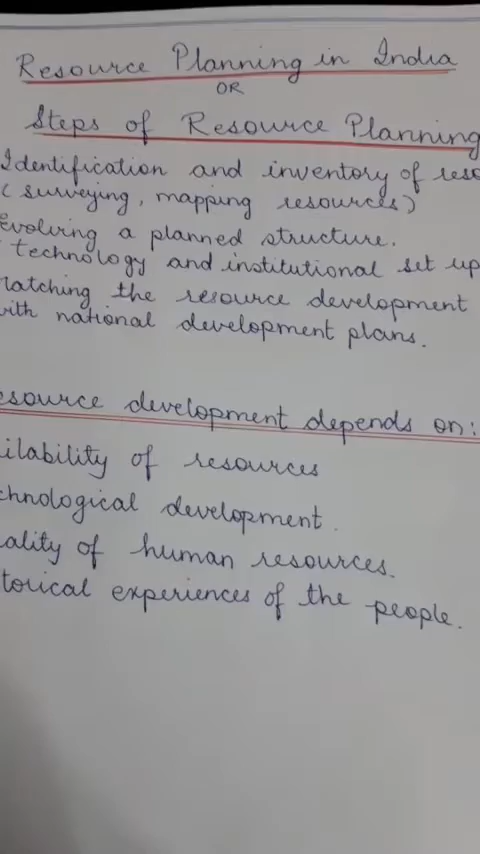 Resource Planning in India
OR
Steps of Resource Planning
Identification and inventory of reso
(surveying, mapping resources)
Evolving a planned structure.
technology and institutional set up
matching the resource development
with national development plans.
esource development depends on:
ilability of resources
chnological development.
ality of human resources.
torical experiences of the people.